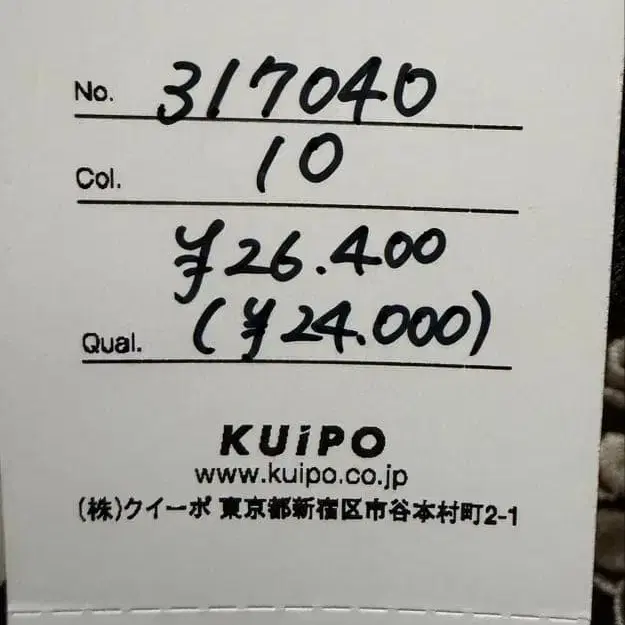 No. 317040
Col. 10
¥26.400
Qual. (¥24.000)
KUiPO
www.kuipo.co.jp
(株)クイーポ 東京都新宿区市谷本村町2-1